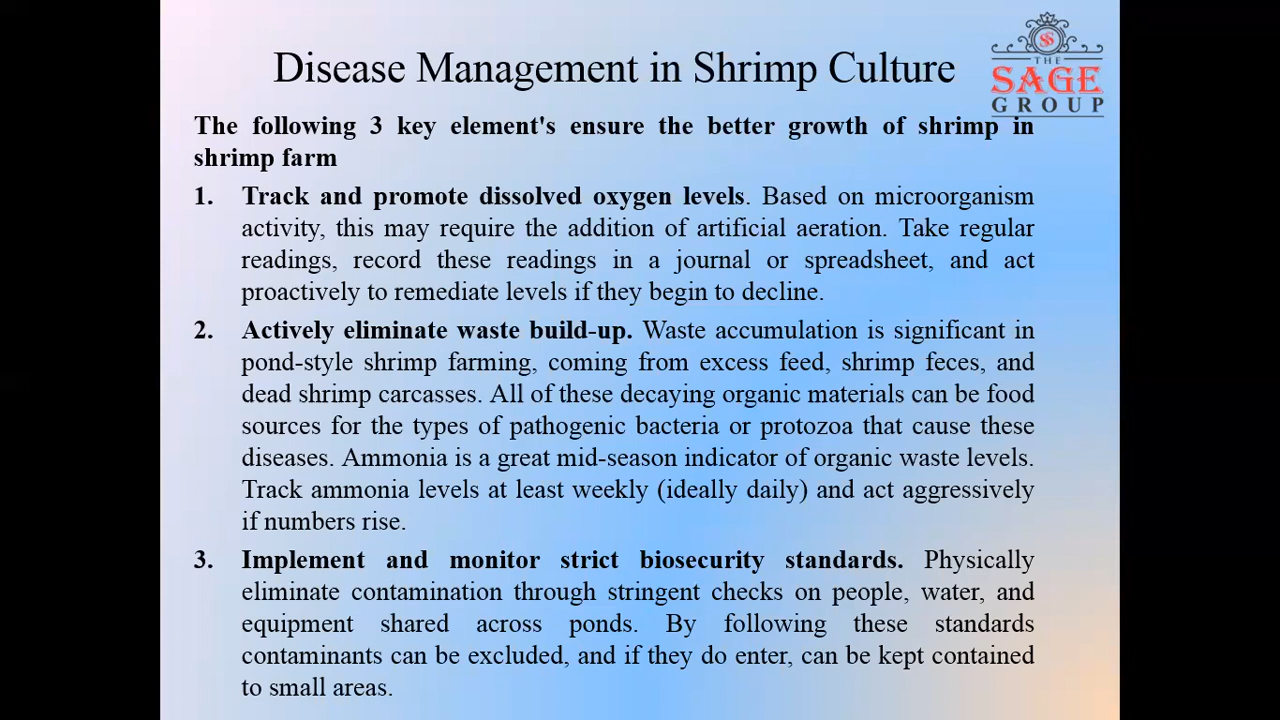 Disease Management in Shrimp Culture
THE
SAGE
GROUP
The following 3 key element's ensure the better growth of shrimp in
shrimp farm
1. Track and promote dissolved oxygen levels. Based on microorganism
activity, this may require the addition of artificial aeration. Take regular
readings, record these readings in a journal or spreadsheet, and act
proactively to remediate levels if they begin to decline.
2. Actively eliminate waste build-up. Waste accumulation is significant in
pond-style shrimp farming, coming from excess feed, shrimp feces, and
dead shrimp carcasses. All of these decaying organic materials can be food
sources for the types of pathogenic bacteria or protozoa that cause these
diseases. Ammonia is a great mid-season indicator of organic waste levels.
Track ammonia levels at least weekly (ideally daily) and act aggressively
if numbers rise.
3. Implement and monitor strict biosecurity standards. Physically
eliminate contamination through stringent checks on people, water, and
equipment shared across ponds. By following these standards
contaminants can be excluded, and if they do enter, can be kept contained
to small areas.